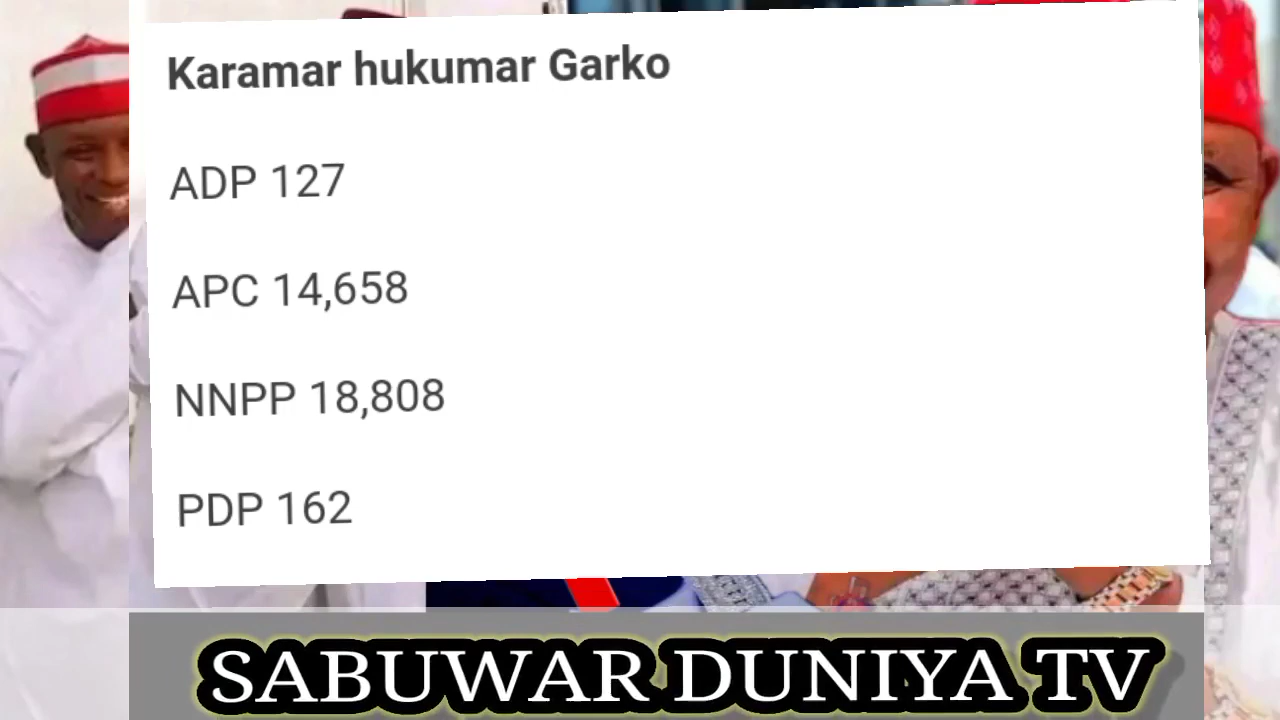 Karamar hukumar Garko
ADP 127
APC 14,658
NNPP 18,808
PDP 162
SABUWAR DUNIYA TV